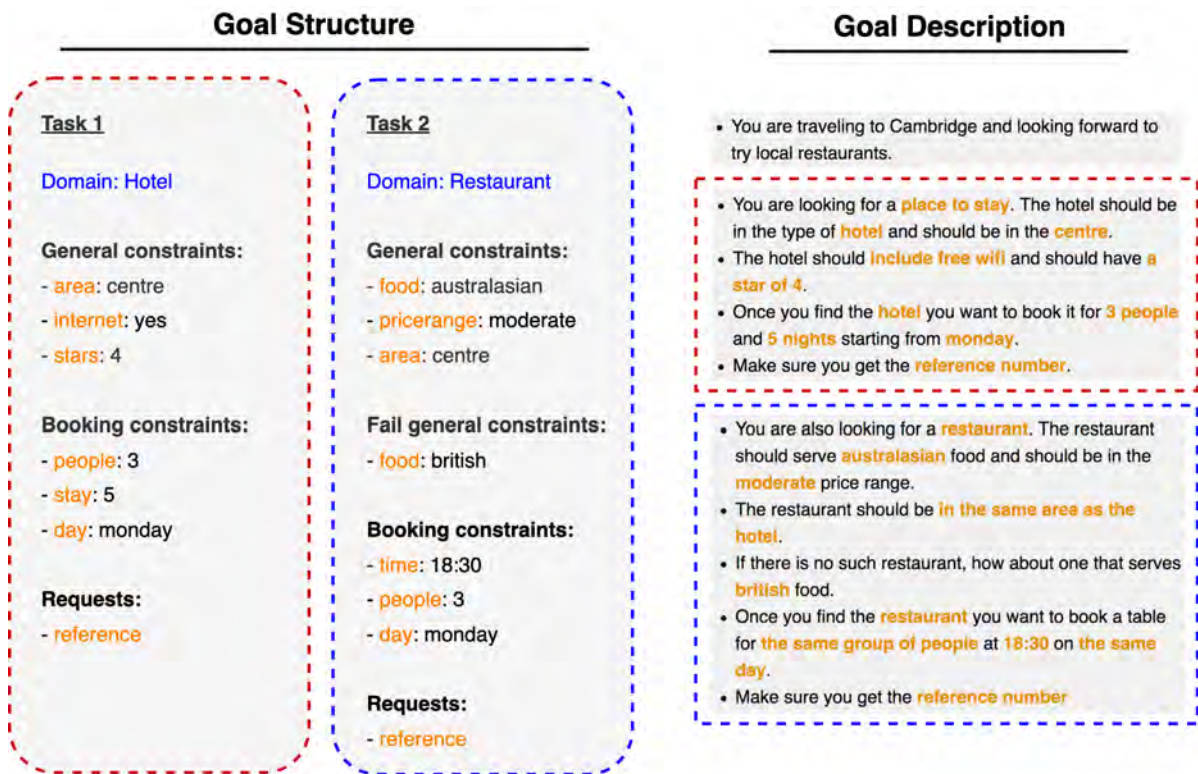 Goal Structure
Task 1
Domain: Hotel
General constraints:
- area: centre
- internet: yes
- stars: 4
Booking constraints:
- people: 3
- stay: 5
- day: monday
Requests:
- reference
Task 2
Domain: Restaurant
General constraints:
- food: australasian
- pricerange: moderate
- area: centre
Fail general constraints:
- food: british
Booking constraints:
- time: 18:30
- people: 3
- day: monday
Requests:
- reference
Goal Description
• You are traveling to Cambridge and looking forward to
try local restaurants.
• You are looking for a place to stay. The hotel should be
in the type of hotel and should be in the centre.
• The hotel should include free wifi and should have a
star of 4.
• Once you find the hotel you want to book it for 3 people
and 5 nights starting from monday.
• Make sure you get the reference number.
• You are also looking for a restaurant. The restaurant
should serve australasian food and should be in the
moderate price range.
• The restaurant should be in the same area as the
hotel.
• If there is no such restaurant, how about one that serves
british food.
• Once you find the restaurant you want to book a table
for the same group of people at 18:30 on the same
day.
• Make sure you get the reference number